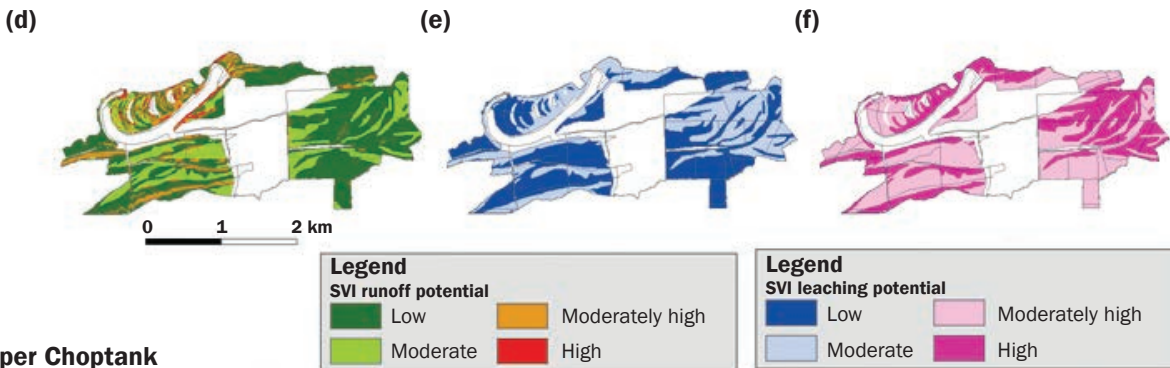 (d)
(e)
(f)
0 1 2 km
Legend
SVI runoff potential
Low Moderately high
Moderate High
Legend
SVI leaching potential
Low Moderately high
Moderate High
per Choptank